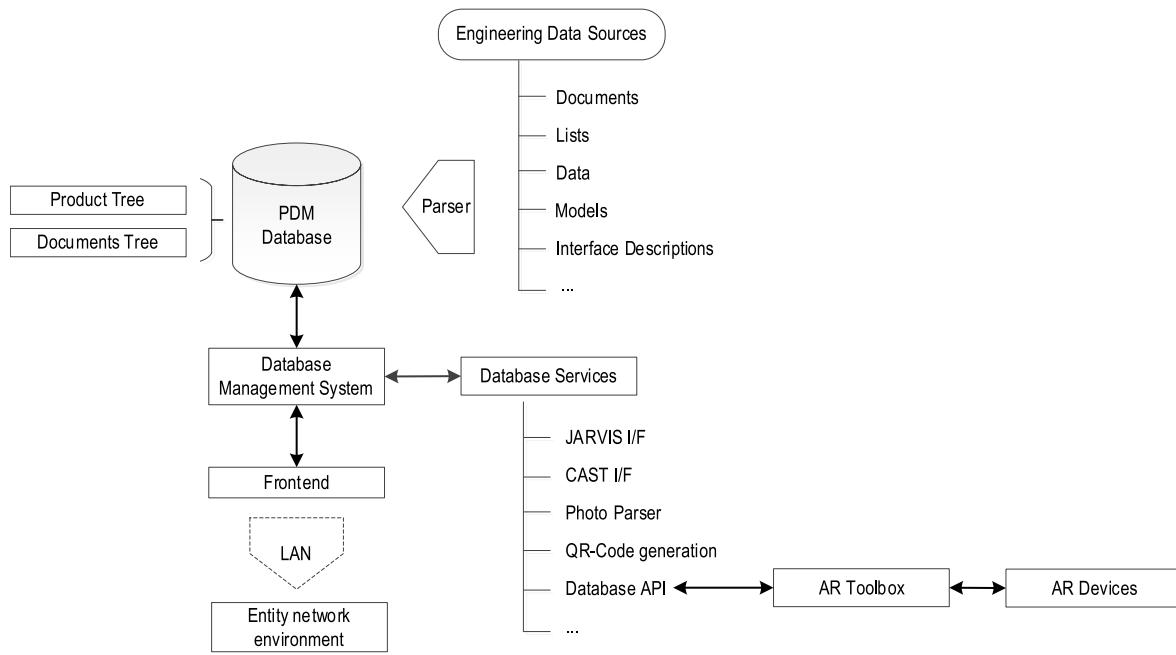 Engineering Data Sources
Documents
Lists
Data
Models
Interface Descriptions
...
Parser
PDM
Database
Product Tree
Documents Tree
Database
Management System
Database Services
JARVIS I/F
CAST I/F
Photo Parser
QR-Code generation
Database API
...
AR Toolbox
AR Devices
Frontend
LAN
Entity network
environment